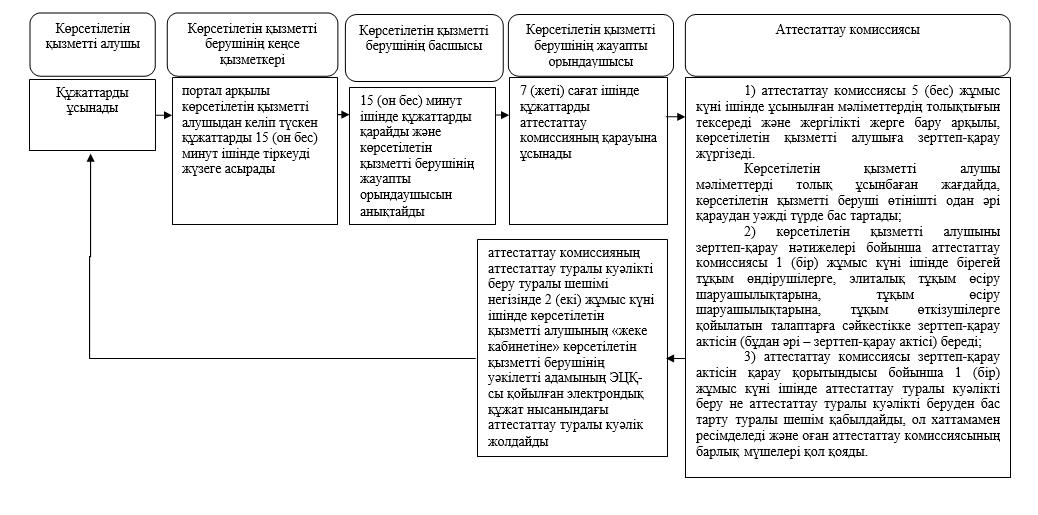 Көрсетілетін
қызметті алушы
Көрсетілетін қызметті
берушінің кеңсе
қызметкері
Көрсетілетін қызметті
берушінің басшысы
Көрсетілетін қызметті
берушінің жауапты
орындаушысы
Аттестаттау комиссиясы
Құжаттарды
ұсынады
портал арқылы
көрсетілетін қызметті
алушыдан келіп түскен
құжаттарды 15 (он бес)
минут ішінде тіркеуді
жүзеге асырады
15 (он бес) минут
ішінде құжаттарды
қарайды және
көрсетілетін
қызметті берушінің
жауапты
орындаушысын
анықтайды
7 (жеті) сағат ішінде
құжаттарды
аттестаттау
комиссияның қарауына
ұсынады
1) аттестаттау комиссиясы 5 (бес) жұмыс
күні ішінде ұсынылған мәліметтердің толықтығын
тексереді және жергілікті жерге бару арқылы,
көрсетілетін қызметті алушыға зерттеп-қарау
жүргізеді.
Көрсетілетін қызметті алушы
мәліметтерді толық ұсынбаған жағдайда,
көрсетілетін қызметті беруші өтінішті одан әрі
қараудан уәжді түрде бас тартады;
2) көрсетілетін қызметті алушыны
зерттеп-қарау нәтижелері бойынша аттестаттау
комиссиясы 1 (бір) жұмыс күні ішінде бірегей
тұқым өндірушілерге, элиталық тұқым өсіру
шаруашылықтарына, тұқым өсіру
шаруашылықтарына, тұқым өткізушілерге
қойылатын талаптарға сәйкестікке зерттеп-қарау
актісін (бұдан әрі – зерттеп-қарау актісі) береді;
3) аттестаттау комиссиясы зерттеп-қарау
актісін қарау қорытындысы бойынша 1 (бір)
жұмыс күні ішінде аттестаттау туралы куәлікті
беру не аттестаттау туралы куәлікті беруден бас
тарту туралы шешім қабылдайды, ол хаттамамен
ресімделеді және оған аттестаттау комиссиясының
барлық мүшелері қол қояды.
аттестаттау комиссияның
аттестаттау туралы куәлікті
беру туралы шешімі
негізінде 2 (екі) жұмыс күні
ішінде көрсетілетін
қызметті алушының «жеке
кабинетіне» көрсетілетін
қызметті берушінің
уәкілетті адамының ЭЦҚ-
сы қойылған электрондық
құжат нысанындағы
аттестаттау туралы куәлік
жолдайды